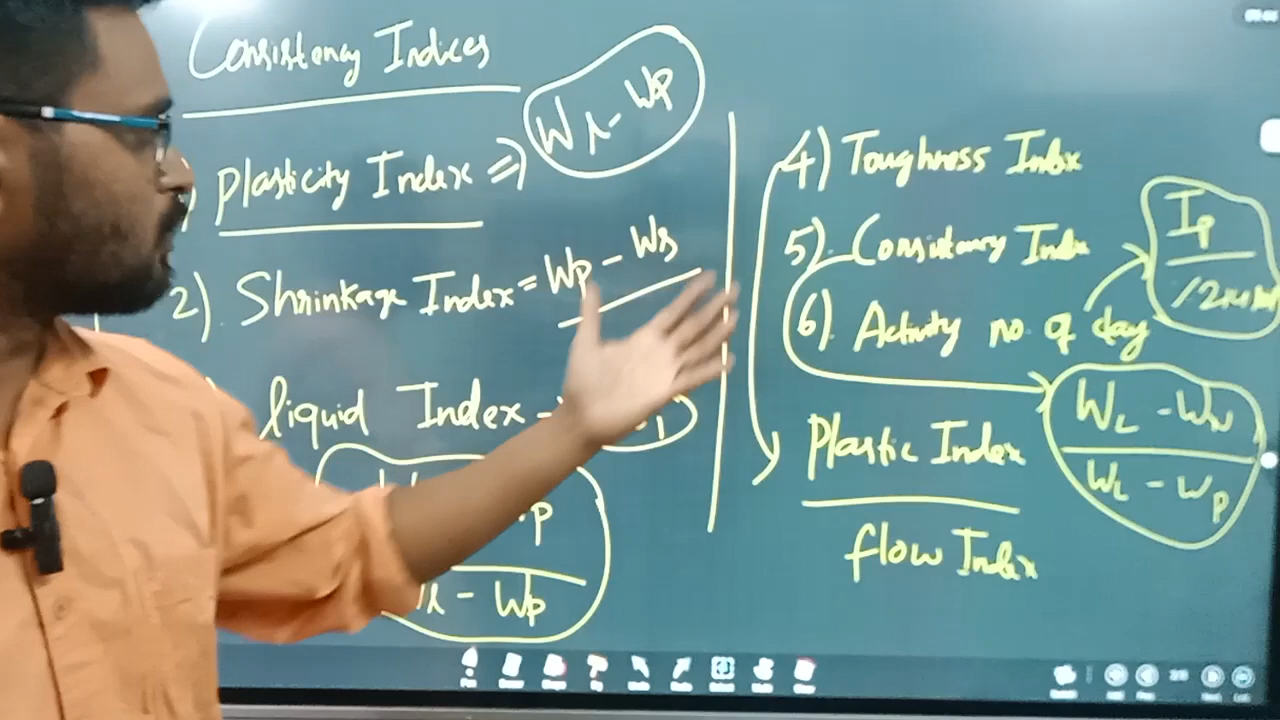 Consistency Indices
) Plasticity Index ⇒ Wl - Wp
2) Shrinkage Index = Wp - Ws
liquid Index -
p
l - Wp
4) Toughness Index
5) Consistency Index
6) Activity no of clay
Ip
Plastic Index
flow Index
WL - WN
WL - Wp